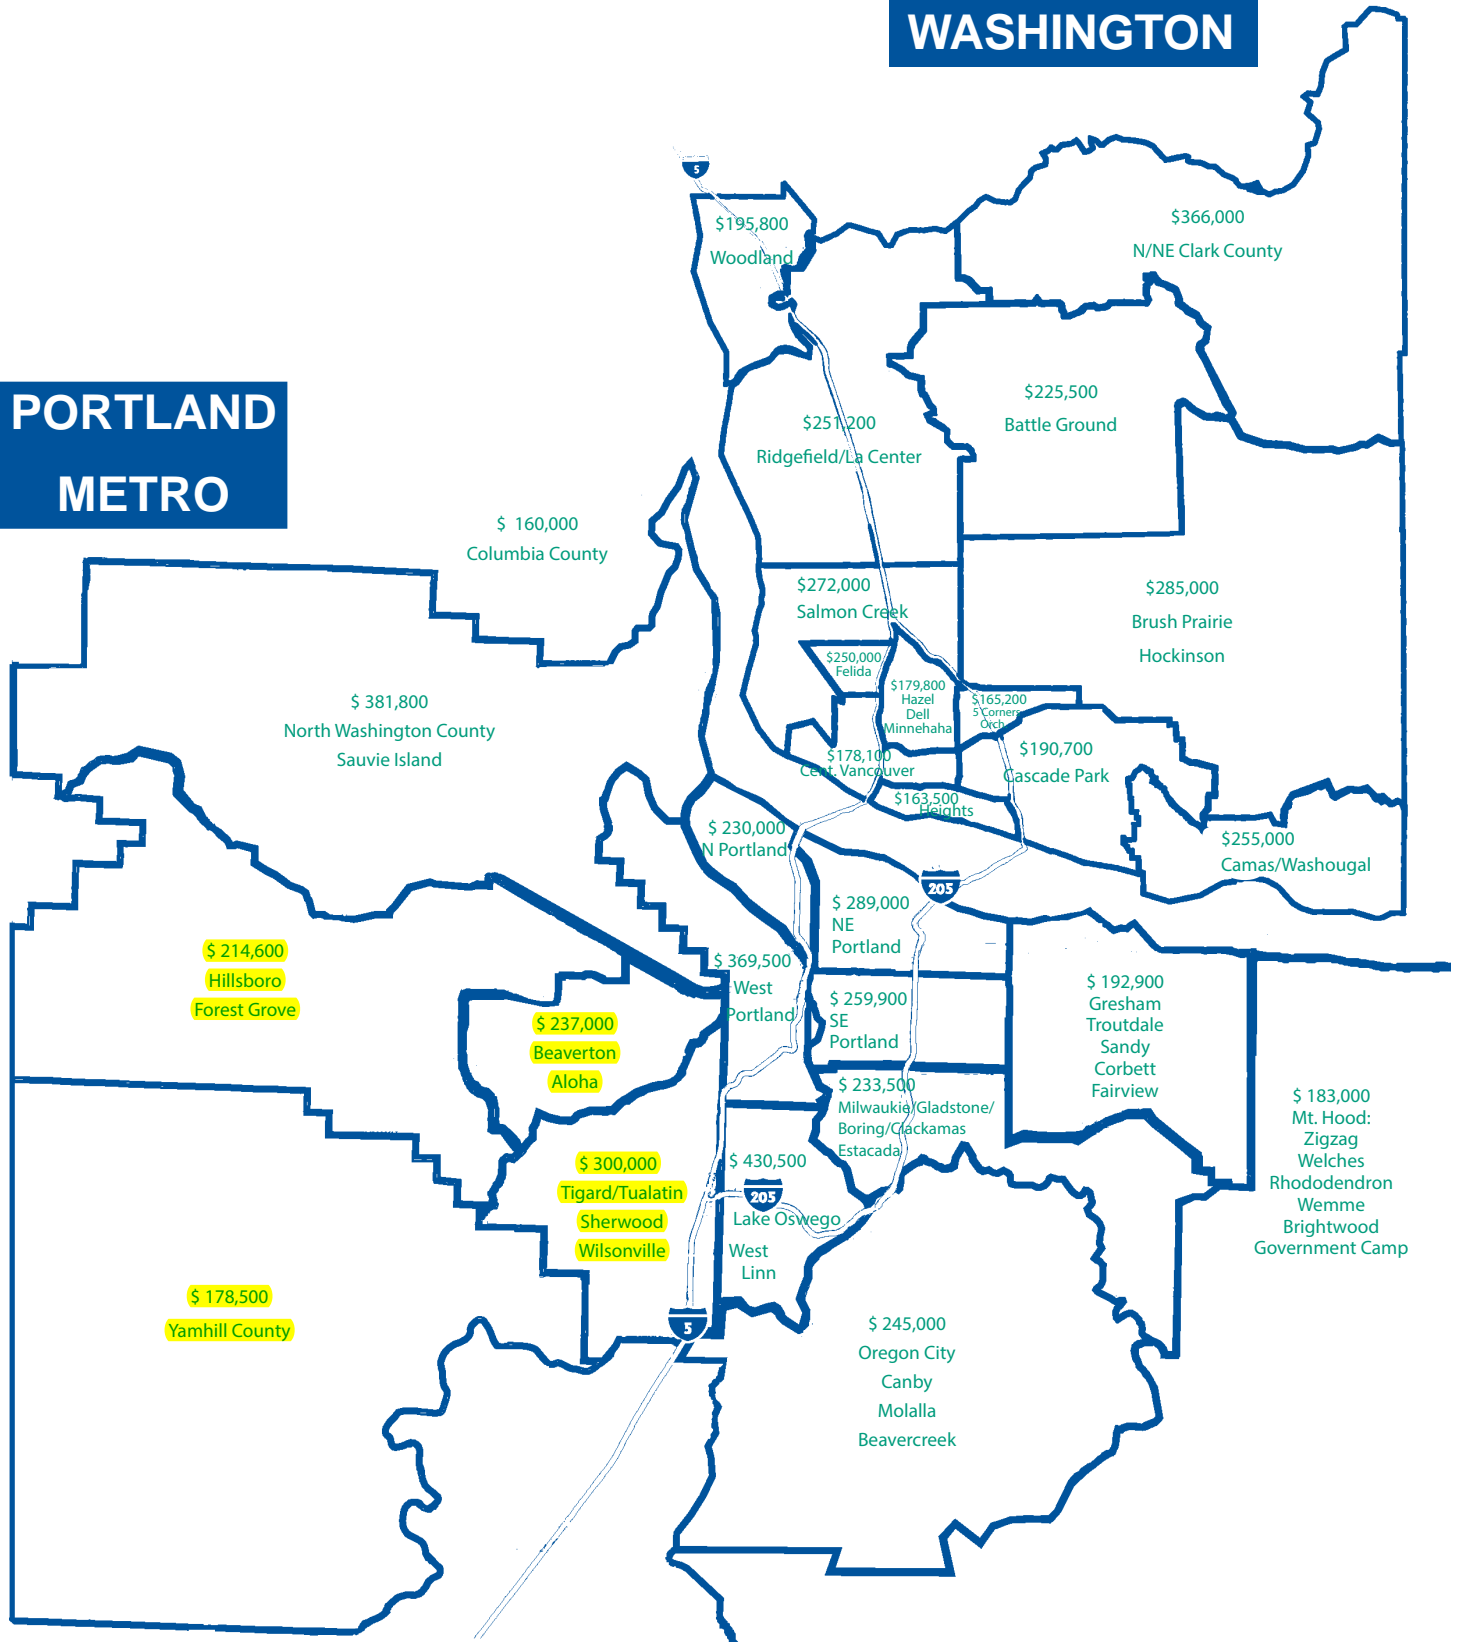 WASHINGTON
5
$195,800
Woodland
$366,000
N/NE Clark County
PORTLAND
METRO
$251,200
Ridgefield/La Center
$225,500
Battle Ground
$ 160,000
Columbia County
$272,000
Salmon Creek
$285,000
Brush Prairie
Hockinson
$250,000
Felida
$179,800
Hazel
Dell
Minnehaha
$165,200
5 Corners
Orch.
$ 381,800
North Washington County
Sauvie Island
$178,100
Cent. Vancouver
$190,700
Cascade Park
$163,500
Heights
$ 230,000
N Portland
$255,000
Camas/Washougal
205
$ 289,000
NE
Portland
$ 214,600
Hillsboro
Forest Grove
$ 369,500
West
Portland
$ 259,900
SE
Portland
$ 192,900
Gresham
Troutdale
Sandy
Corbett
Fairview
$ 237,000
Beaverton
Aloha
$ 233,500
Milwaukie/Gladstone/
Boring/Clackamas
Estacada
$ 183,000
Mt. Hood:
Zigzag
Welches
Rhododendron
Wemme
Brightwood
Government Camp
$ 300,000
Tigard/Tualatin
Sherwood
Wilsonville
$ 430,500
205
Lake Oswego
West
Linn
$ 178,500
Yamhill County
5
$ 245,000
Oregon City
Canby
Molalla
Beavercreek